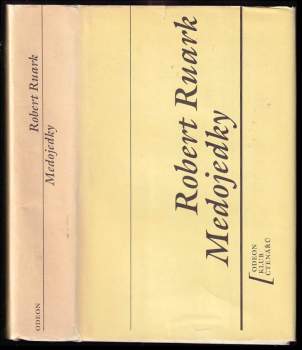 Robert Ruark
Medojedky
ODEON
Robert Ruark
Medojedky
ODEON
KLUB
ČTENÁŘŮ